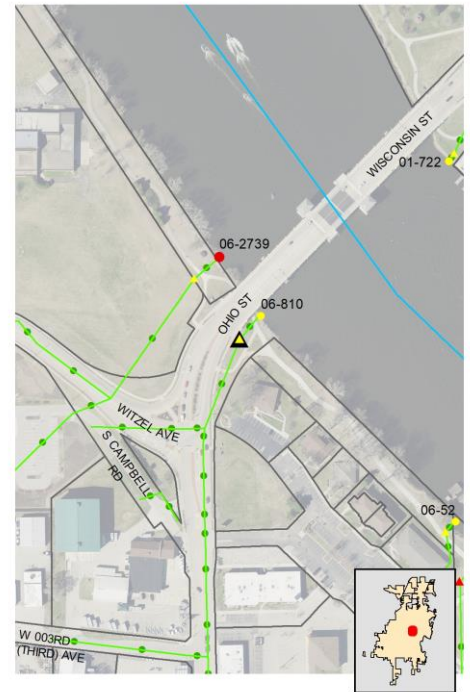 WISCONSIN ST
01-722
06-2739
OHIO ST
06-810
WITZEL AVE
S CAMPBELL
RD
06-52
W 003RD
(THIRD) AVE